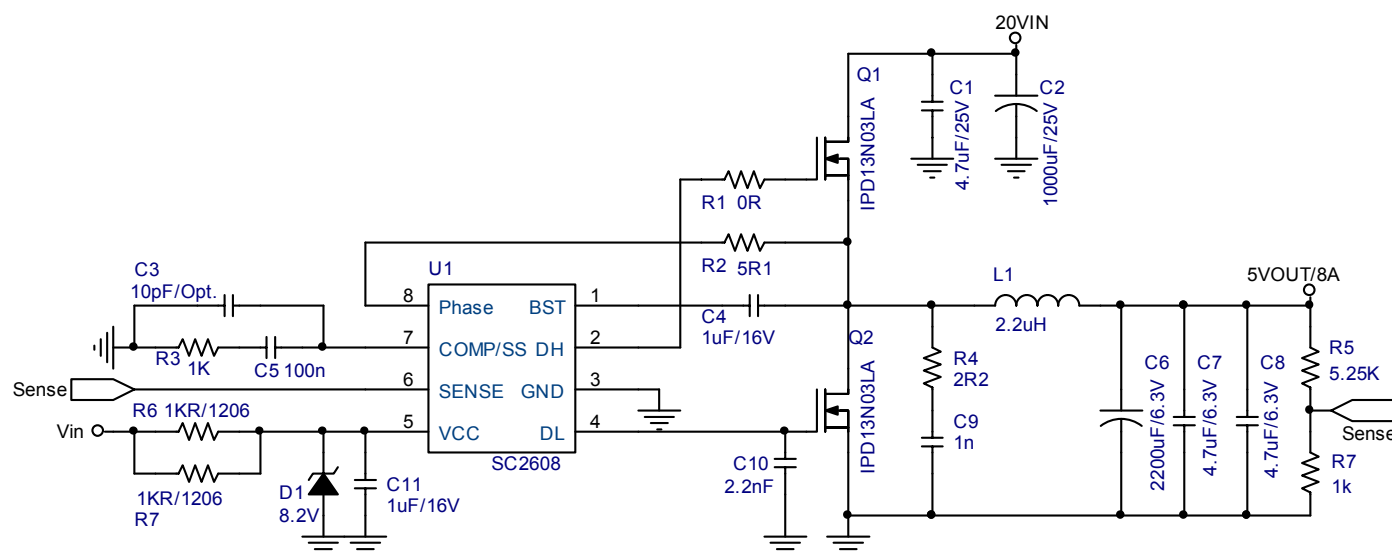 20VIN
Q1
IPD13N03LA
C1
4.7uF/25V
C2
1000uF/25V
R1 0R
R2 5R1
C3
10pF/Opt.
U1
8 Phase BST 1
7 COMP/SS DH 2
6 SENSE GND 3
5 VCC DL 4
SC2608
C4
1uF/16V
L1
2.2uH
5VOUT/8A
R3
1K
C5 100n
Sense
R6 1KR/1206
Vin
1KR/1206
R7
D1
8.2V
C11
1uF/16V
Q2
IPD13N03LA
C10
2.2nF
R4
2R2
C9
1n
C6
2200uF/6.3V
C7
4.7uF/6.3V
C8
4.7uF/6.3V
R5
5.25K
Sense
R7
1k